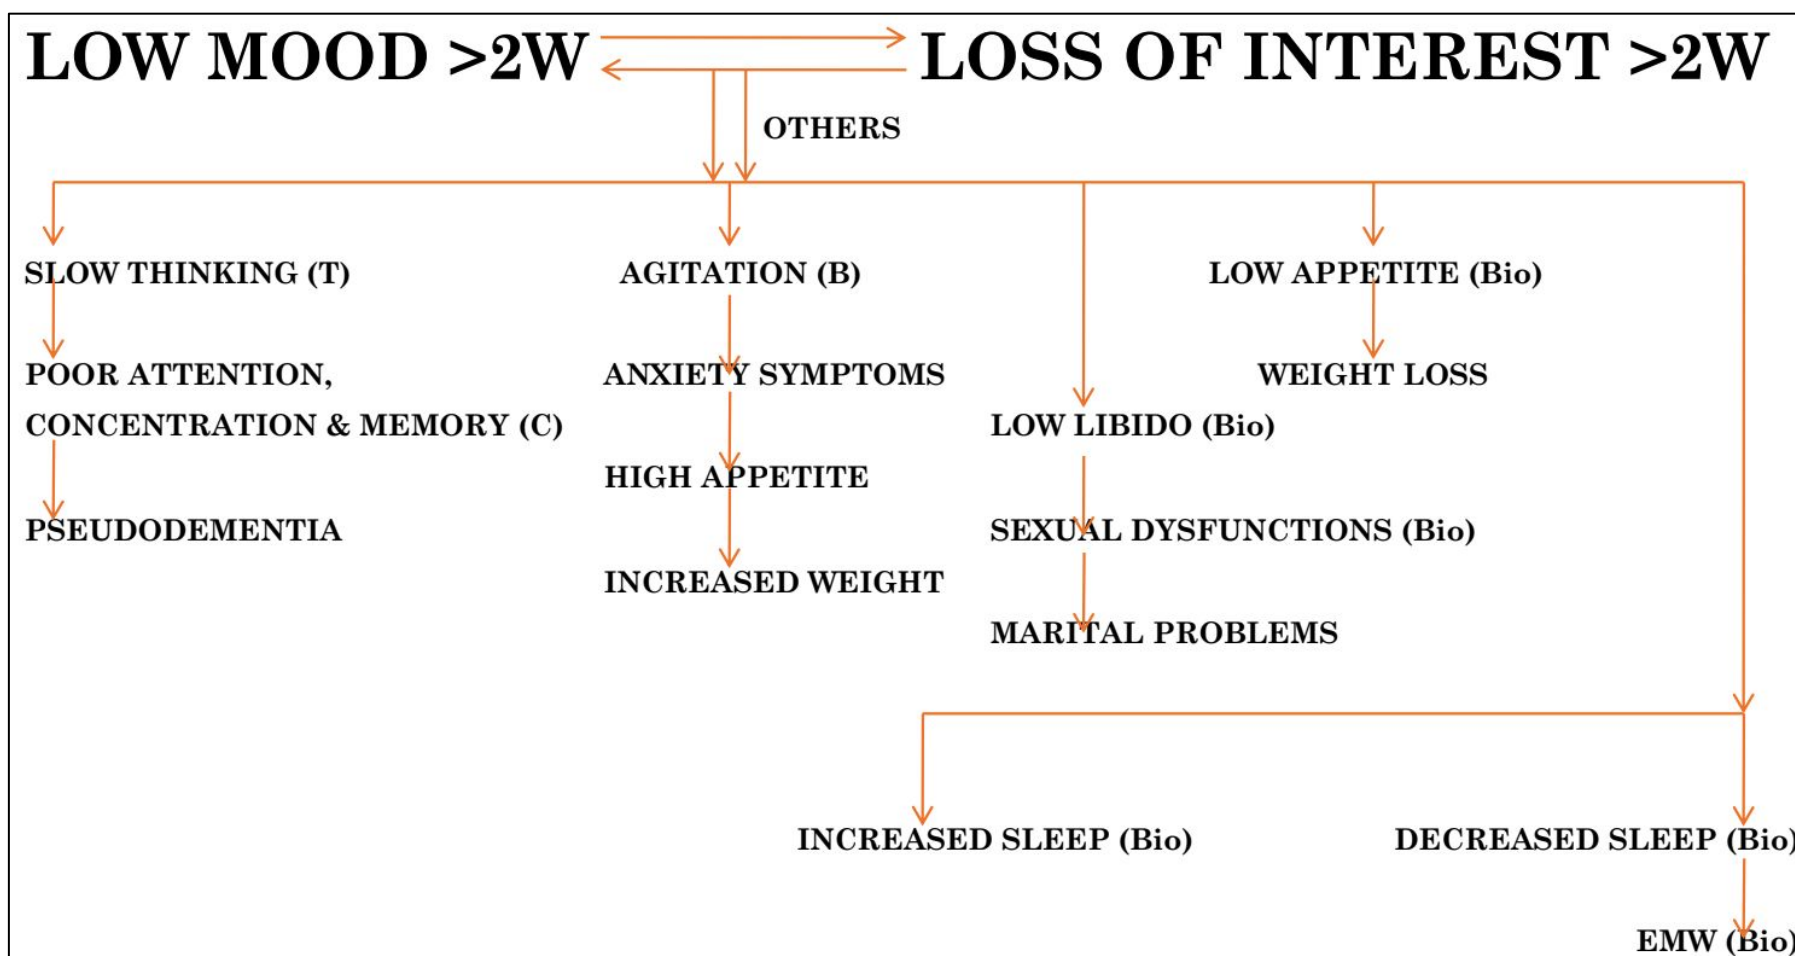 LOW MOOD >2W
LOSS OF INTEREST >2W
OTHERS
SLOW THINKING (T)
AGITATION (B)
LOW APPETITE (Bio)
POOR ATTENTION,
ANXIETY SYMPTOMS
WEIGHT LOSS
CONCENTRATION & MEMORY (C)
LOW LIBIDO (Bio)
HIGH APPETITE
PSEUDODEMENTIA
SEXUAL DYSFUNCTIONS (Bio)
INCREASED WEIGHT
MARITAL PROBLEMS
INCREASED SLEEP (Bio)
DECREASED SLEEP (Bio)
EMW (Bio)